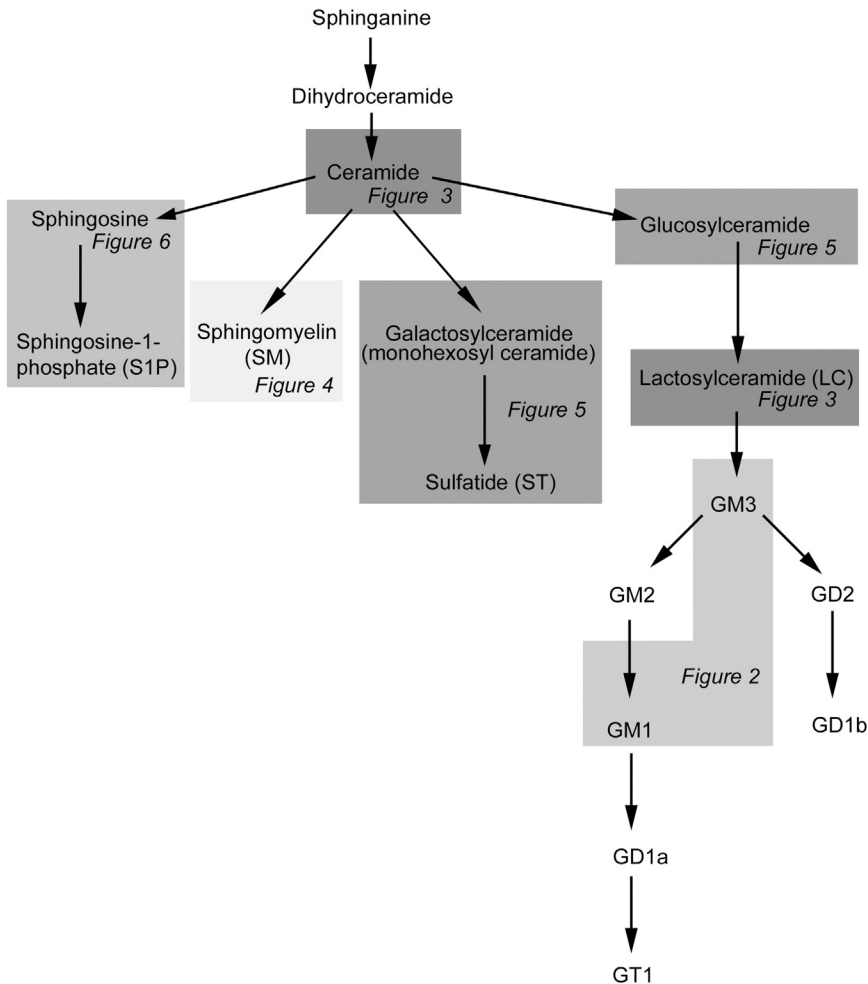 Sphinganine
Dihydroceramide
Ceramide
Figure 3
Sphingosine
Figure 6
Sphingosine-1-
phosphate (S1P)
Sphingomyelin
(SM)
Figure 4
Galactosylceramide
(monohexosyl ceramide)
Figure 5
Sulfatide (ST)
Glucosylceramide
Figure 5
Lactosylceramide (LC)
Figure 3
GM3
GM2
GD2
Figure 2
GM1
GD1b
GD1a
GT1